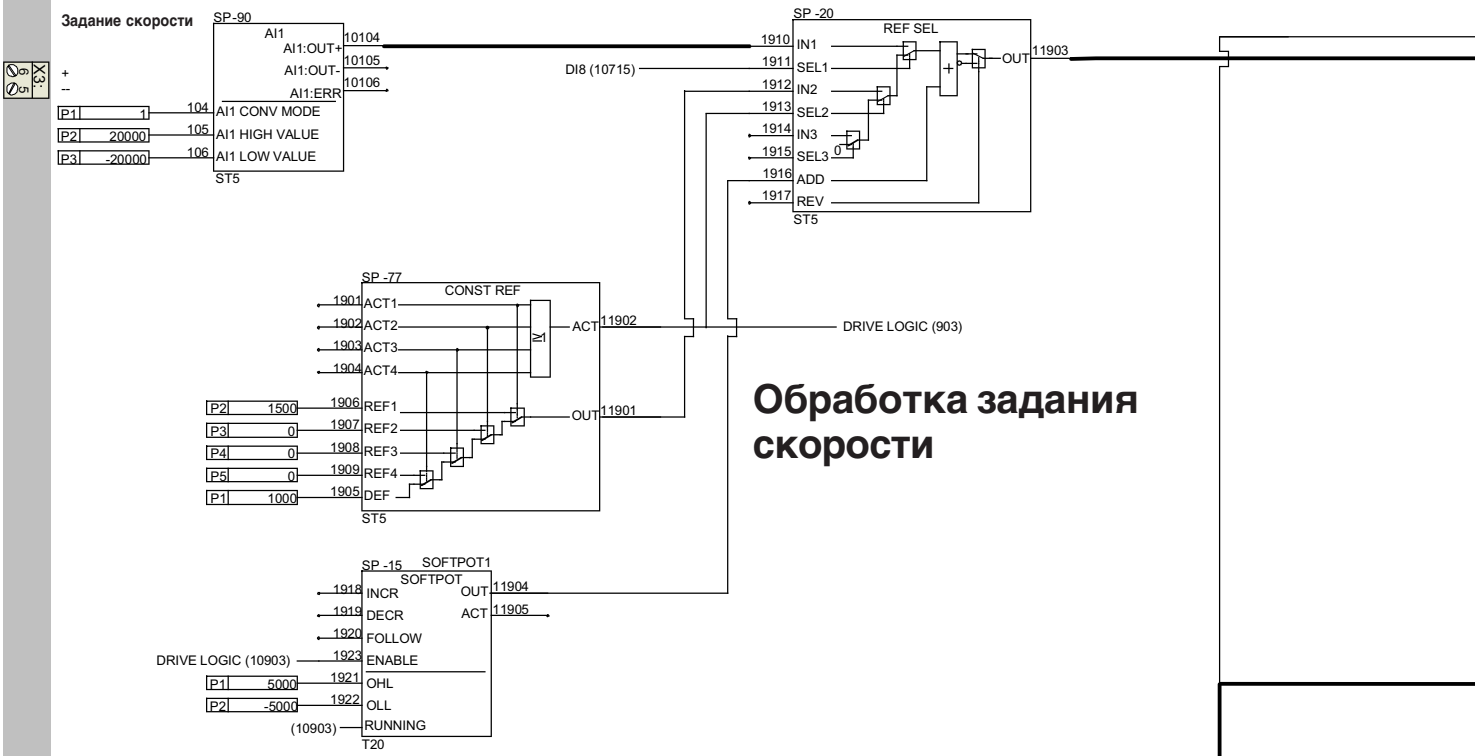 Задание скорости
X3:
6
5
+
--
SP-90
AI1
AI1:OUT+ 10104
AI1:OUT- 10105
AI1:ERR 10106
P1 1 104 AI1 CONV MODE
P2 20000 105 AI1 HIGH VALUE
P3 -20000 106 AI1 LOW VALUE
ST5
SP -20
REF SEL
1910 IN1
DI8 (10715) 1911 SEL1
1912 IN2
1913 SEL2
1914 IN3
1915 SEL3 0
1916 ADD
1917 REV
+
OUT 11903
ST5
SP -77
CONST REF
1901 ACT1
1902 ACT2
1903 ACT3
1904 ACT4
≥1
ACT 11902
DRIVE LOGIC (903)
P2 1500 1906 REF1
P3 0 1907 REF2
P4 0 1908 REF3
P5 0 1909 REF4
P1 1000 1905 DEF
OUT 11901
ST5
Обработка задания
скорости
SP -15 SOFTPOT1
SOFTPOT
1918 INCR OUT 11904
1919 DECR ACT 11905
1920 FOLLOW
DRIVE LOGIC (10903) 1923 ENABLE
P1 5000 1921 OHL
P2 -5000 1922 OLL
(10903) RUNNING
T20